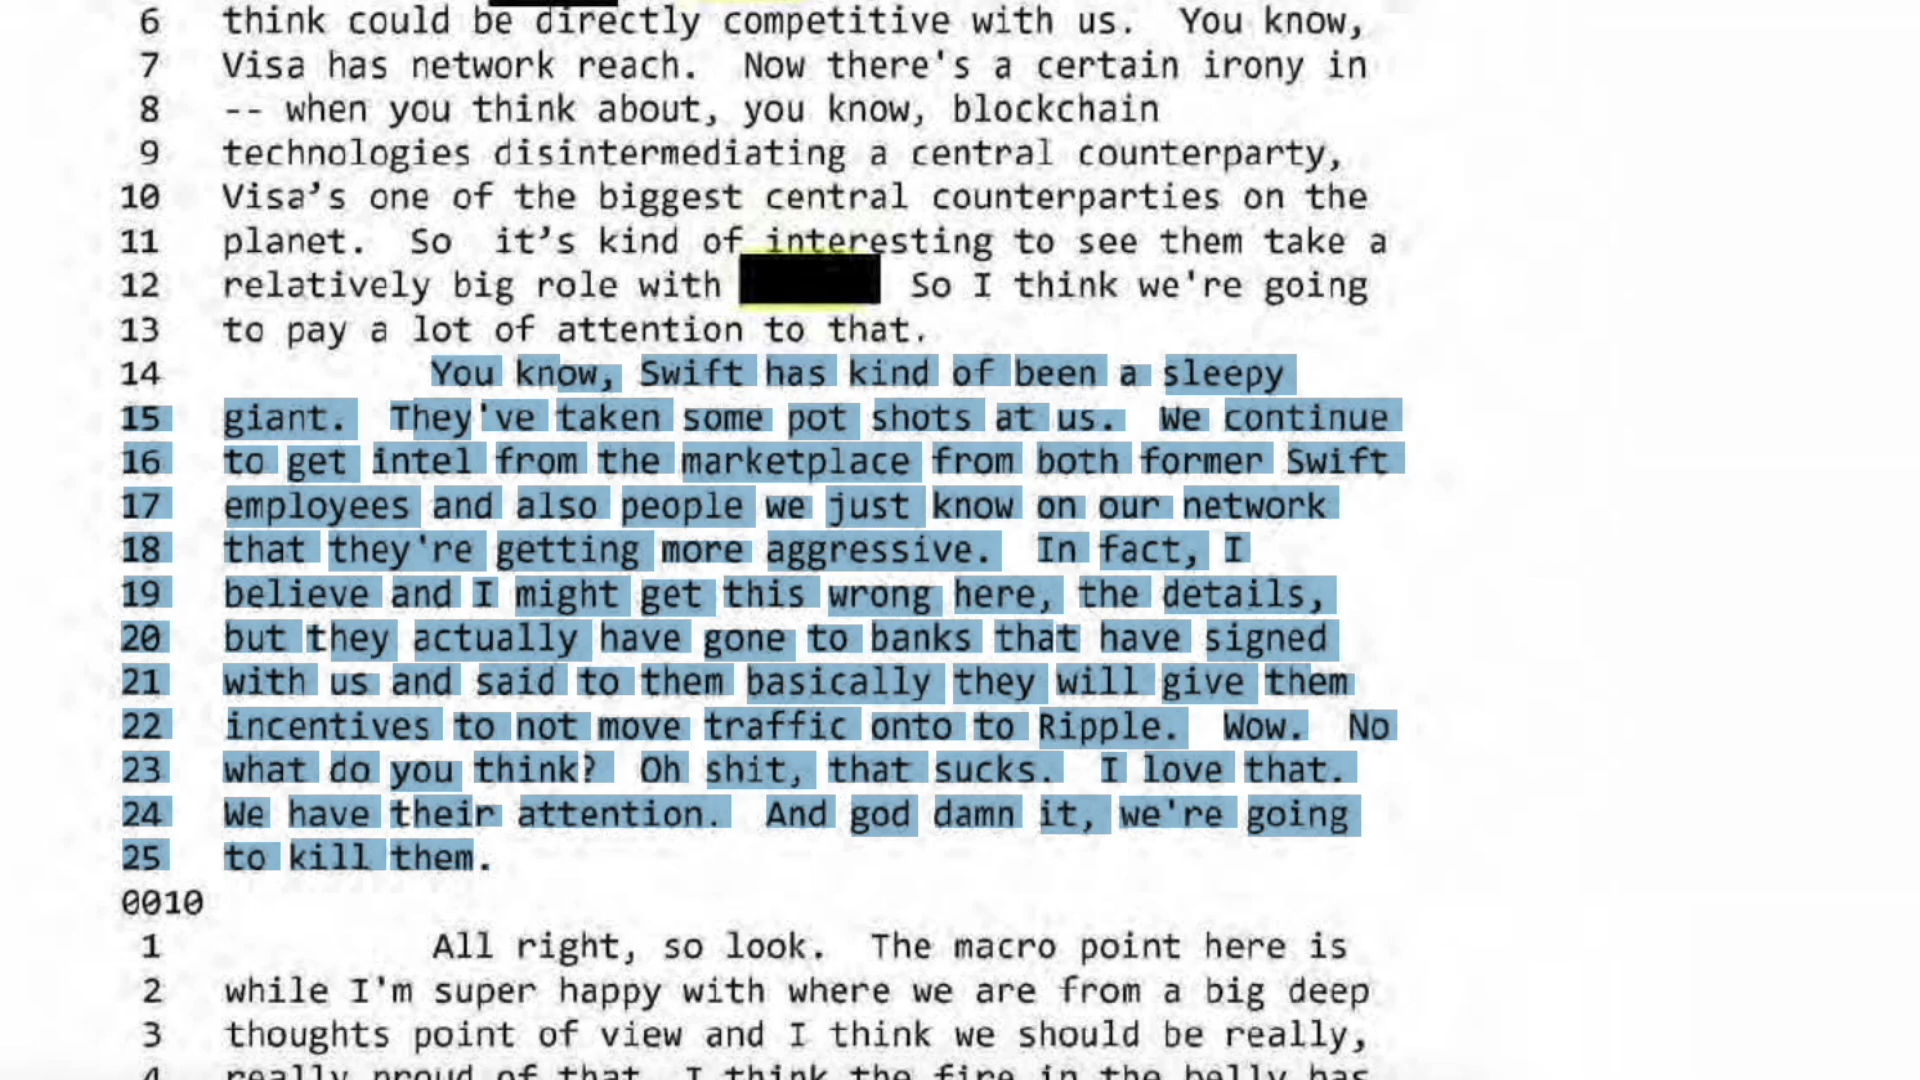 6 think could be directly competitive with us. You know,
7 Visa has network reach. Now there's a certain irony in
8 -- when you think about, you know, blockchain
9 technologies disintermediating a central counterparty,
10 Visa’s one of the biggest central counterparties on the
11 planet. So it’s kind of interesting to see them take a
12 relatively big role with So I think we're going
13 to pay a lot of attention to that.
14 You know, Swift has kind of been a sleepy
15 giant. They've taken some pot shots at us. We continue
16 to get intel from the marketplace from both former Swift
17 employees and also people we just know on our network
18 that they're getting more aggressive. In fact, I
19 believe and I might get this wrong here, the details,
20 but they actually have gone to banks that have signed
21 with us and said to them basically they will give them
22 incentives to not move traffic onto to Ripple. Wow. No
23 what do you think? Oh shit, that sucks. I love that.
24 We have their attention. And god damn it, we're going
25 to kill them.
0010
1 All right, so look. The macro point here is
2 while I'm super happy with where we are from a big deep
3 thoughts point of view and I think we should be really,
4 really proud of that, I think the fire in the belly has